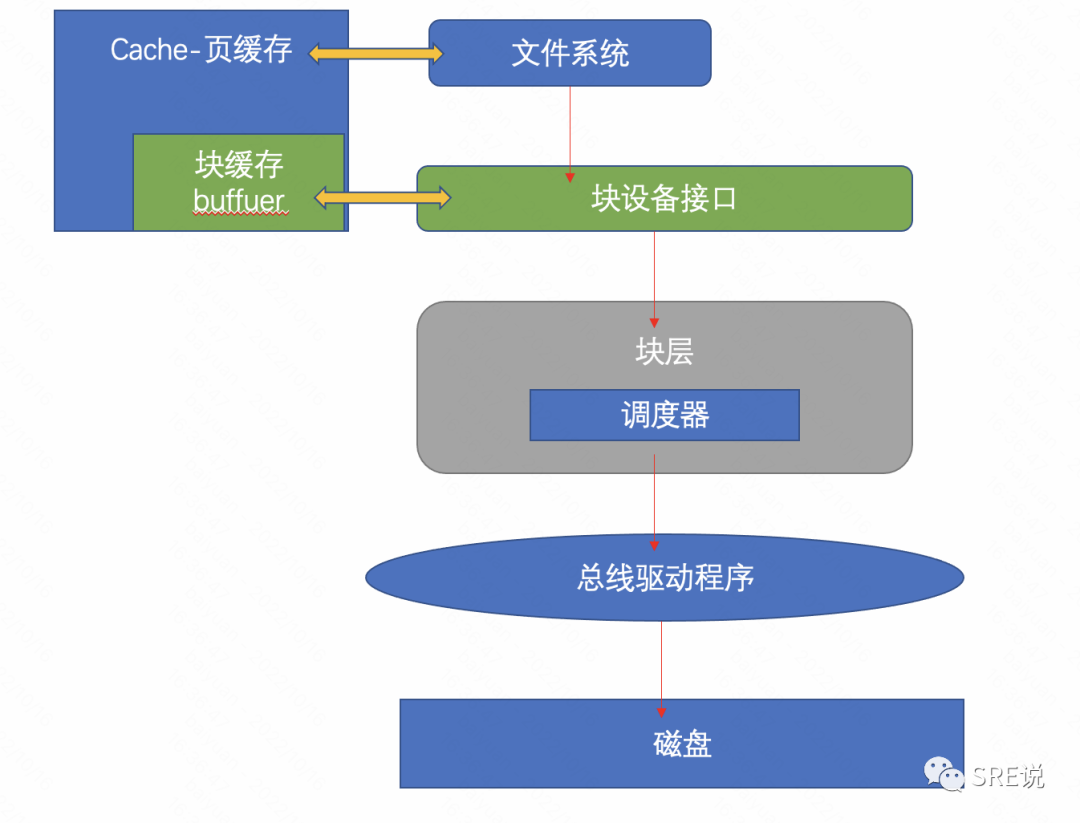 Cache-页缓存
文件系统
块缓存
buffuer
块设备接口
块层
调度器
总线驱动程序
磁盘
SRE说